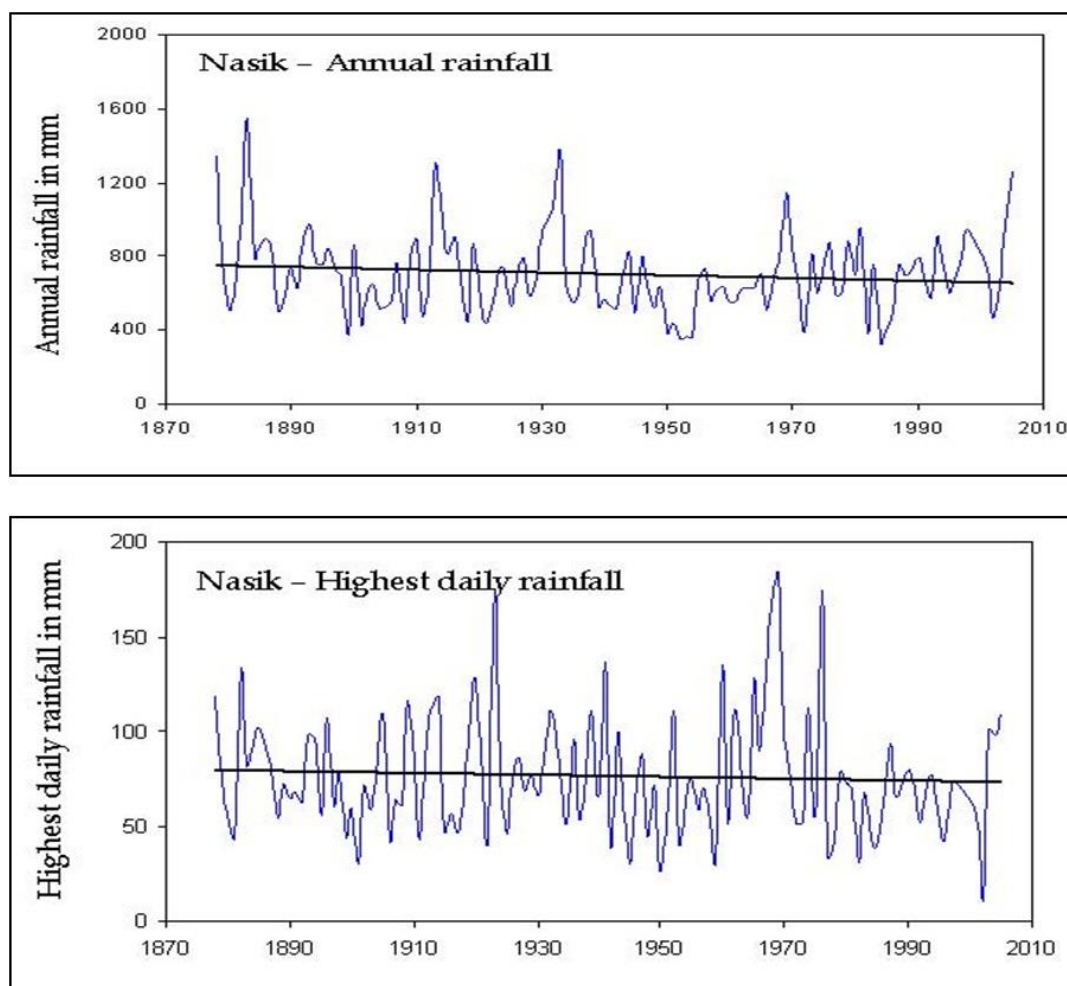 Nasik – Annual rainfall
Annual rainfall in mm
2000
1600
1200
800
400
0
1870 1890 1910 1930 1950 1970 1990 2010
Nasik – Highest daily rainfall
Highest daily rainfall in mm
200
150
100
50
0
1870 1890 1910 1930 1950 1970 1990 2010